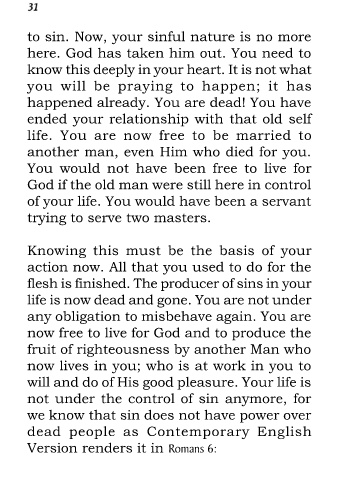 31
to sin. Now, your sinful nature is no more
here. God has taken him out. You need to
know this deeply in your heart. It is not what
you will be praying to happen; it has
happened already. You are dead! You have
ended your relationship with that old self
life. You are now free to be married to
another man, even Him who died for you.
You would not have been free to live for
God if the old man were still here in control
of your life. You would have been a servant
trying to serve two masters.
Knowing this must be the basis of your
action now. All that you used to do for the
flesh is finished. The producer of sins in your
life is now dead and gone. You are not under
any obligation to misbehave again. You are
now free to live for God and to produce the
fruit of righteousness by another Man who
now lives in you; who is at work in you to
will and do of His good pleasure. Your life is
not under the control of sin anymore, for
we know that sin does not have power over
dead people as Contemporary English
Version renders it in Romans 6: